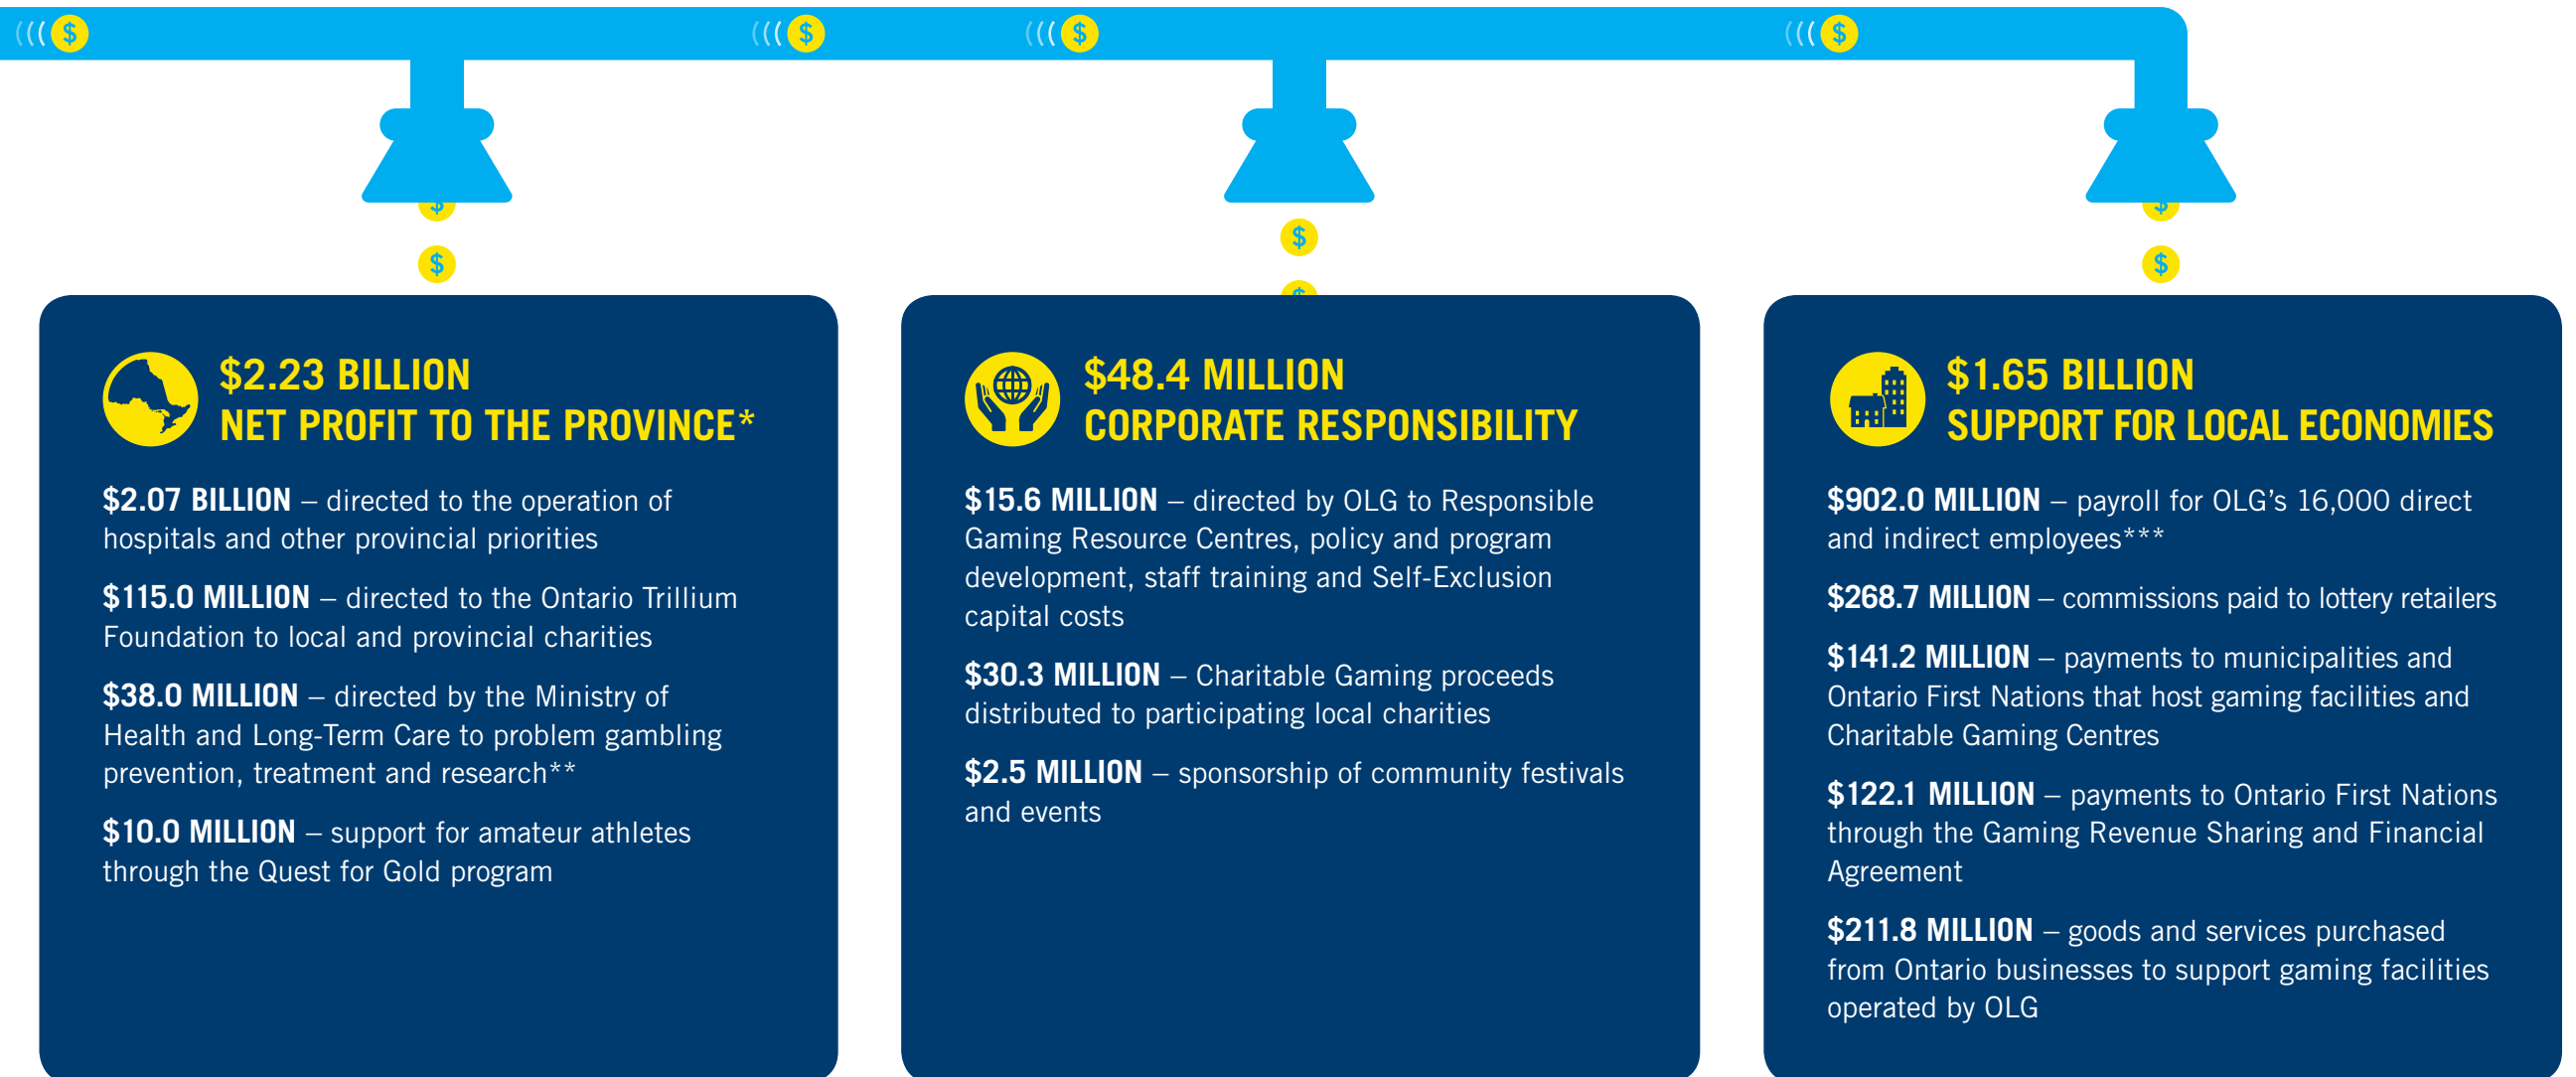 $ $ $ $
$ $
$
$ $
$
$2.23 BILLION
NET PROFIT TO THE PROVINCE*
$2.07 BILLION – directed to the operation of
hospitals and other provincial priorities
$115.0 MILLION – directed to the Ontario Trillium
Foundation to local and provincial charities
$38.0 MILLION – directed by the Ministry of
Health and Long-Term Care to problem gambling
prevention, treatment and research**
$10.0 MILLION – support for amateur athletes
through the Quest for Gold program
$48.4 MILLION
CORPORATE RESPONSIBILITY
$15.6 MILLION – directed by OLG to Responsible
Gaming Resource Centres, policy and program
development, staff training and Self-Exclusion
capital costs
$30.3 MILLION – Charitable Gaming proceeds
distributed to participating local charities
$2.5 MILLION – sponsorship of community festivals
and events
$1.65 BILLION
SUPPORT FOR LOCAL ECONOMIES
$902.0 MILLION – payroll for OLG’s 16,000 direct
and indirect employees***
$268.7 MILLION – commissions paid to lottery retailers
$141.2 MILLION – payments to municipalities and
Ontario First Nations that host gaming facilities and
Charitable Gaming Centres
$122.1 MILLION – payments to Ontario First Nations
through the Gaming Revenue Sharing and Financial
Agreement
$211.8 MILLION – goods and services purchased
from Ontario businesses to support gaming facilities
operated by OLG